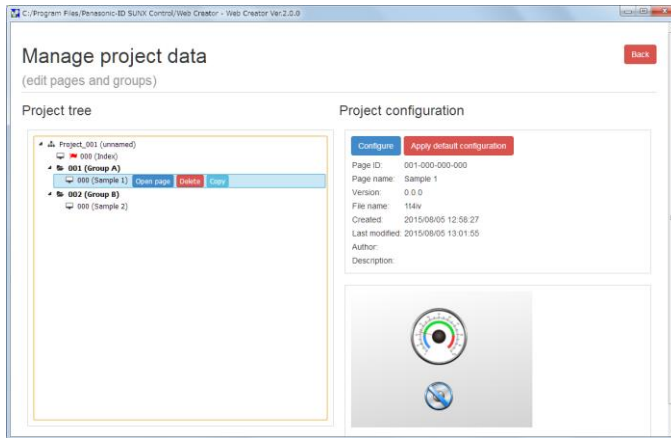 C:/Program Files/Panasonic-ID SUNX Control/Web Creator - Web Creator Ver.2.0.0
Manage project data
Back
(edit pages and groups)
Project tree
Project_001 (unnamed)
000 (Index)
001 (Group A)
000 (Sample 1) Open page Delete Copy
002 (Group B)
000 (Sample 2)
Project configuration
Configure Apply default configuration
Page ID: 001-000-000-000
Page name: Sample 1
Version: 0.0.0
File name: 1t4iv
Created: 2015/08/05 12:58:27
Last modified: 2015/08/05 13:01:55
Author:
Description: